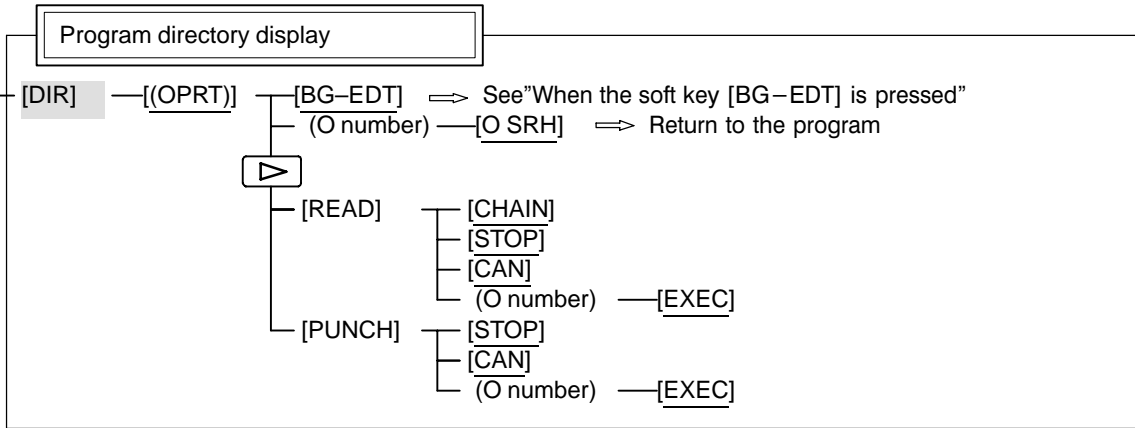 Program directory display
[DIR] [(OPRT)] [BG–EDT] See”When the soft key [BG–EDT] is pressed”
(O number) [O SRH] Return to the program
[READ] [CHAIN]
[STOP]
[CAN]
(O number) [EXEC]
[PUNCH] [STOP]
[CAN]
(O number) [EXEC]